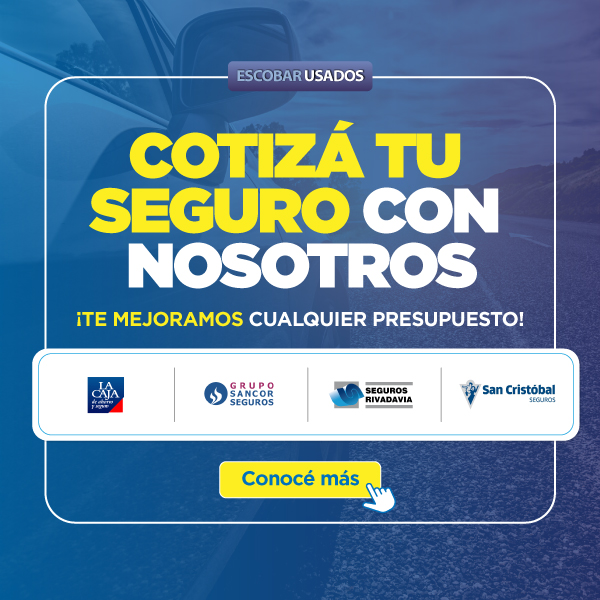 ESCOBAR USADOS
COTIZÁ TU
SEGURO CON
NOSOTROS
¡TE MEJORAMOS CUALQUIER PRESUPUESTO!
LA
CAJA
de ahorro
y seguro
GRUPO
SANCOR
SEGUROS
SEGUROS
RIVADAVIA
San Cristóbal
SEGUROS
Conocé más